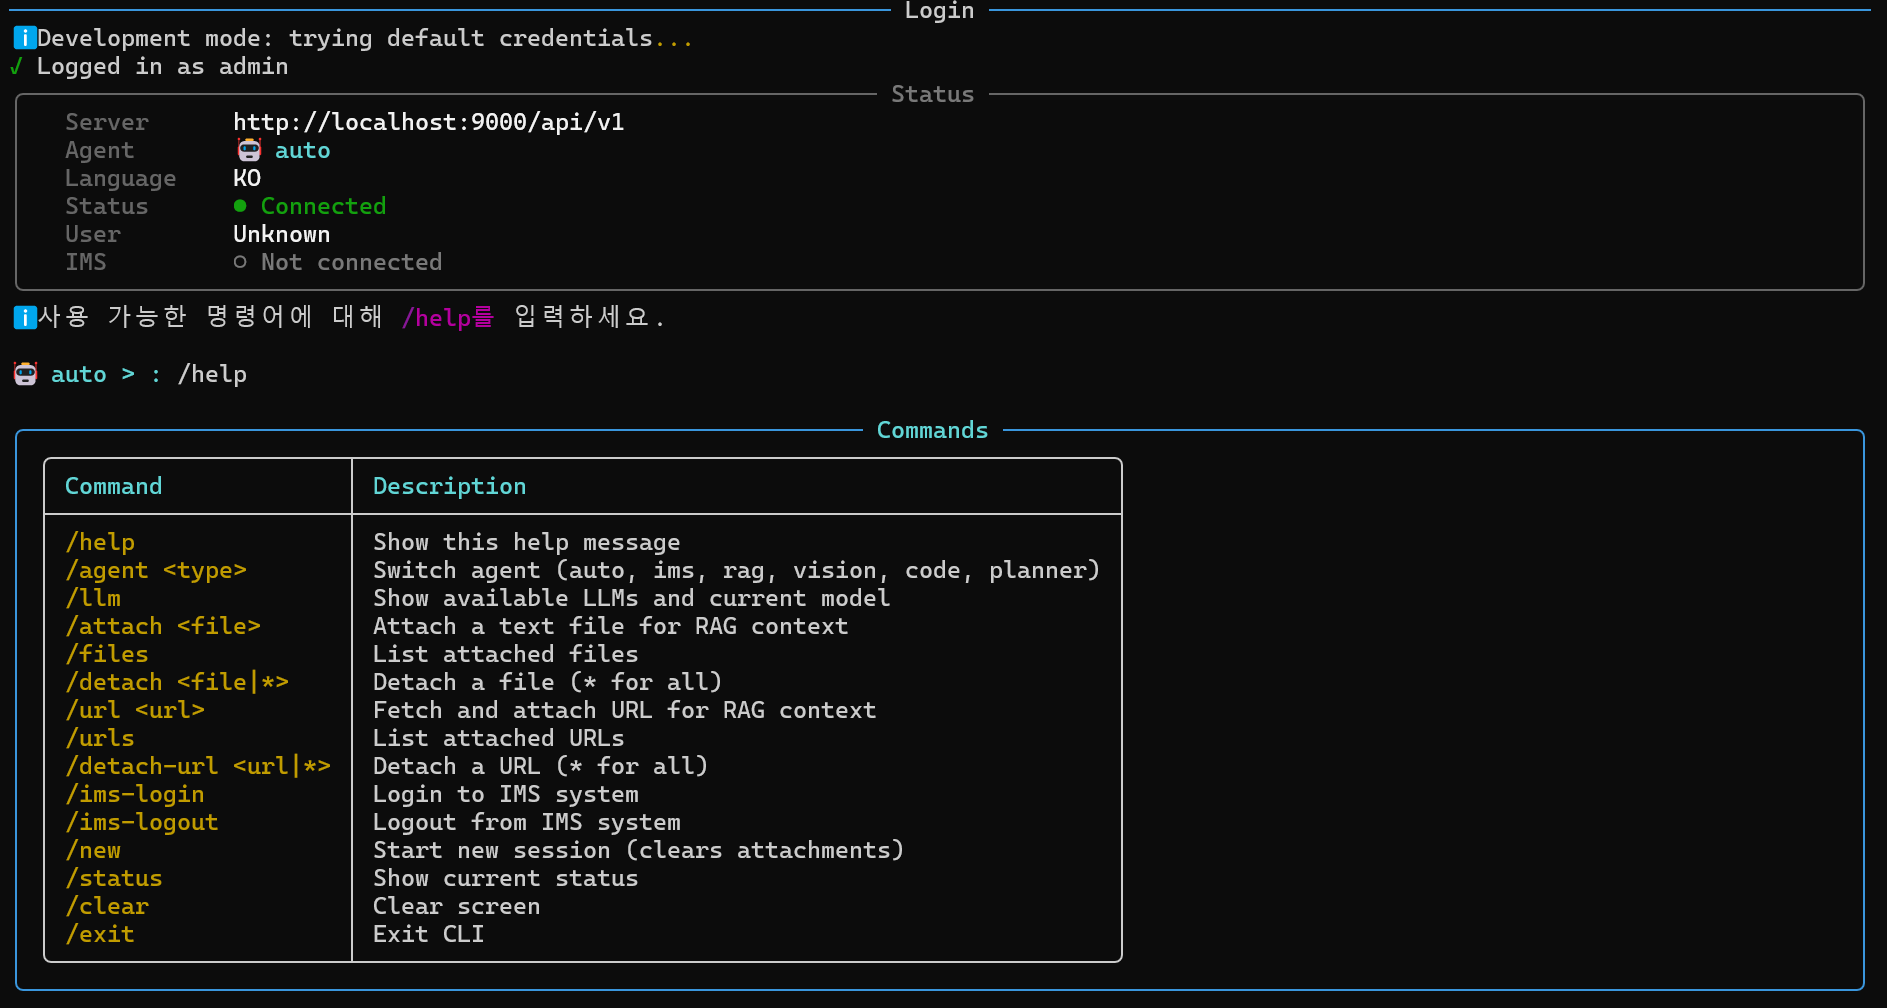 Login
Development mode: trying default credentials...
√ Logged in as admin
Status
Server http://localhost:9000/api/v1
Agent 🤖 auto
Language KO
Status ● Connected
User Unknown
IMS ○ Not connected
사용 가능한 명령어에 대해 /help를 입력하세요.
🤖 auto > : /help
Commands
Command Description
/help Show this help message
/agent <type> Switch agent (auto, ims, rag, vision, code, planner)
/llm Show available LLMs and current model
/attach <file> Attach a text file for RAG context
/files List attached files
/detach <file|*> Detach a file (* for all)
/url <url> Fetch and attach URL for RAG context
/urls List attached URLs
/detach-url <url|*> Detach a URL (* for all)
/ims-login Login to IMS system
/ims-logout Logout from IMS system
/new Start new session (clears attachments)
/status Show current status
/clear Clear screen
/exit Exit CLI